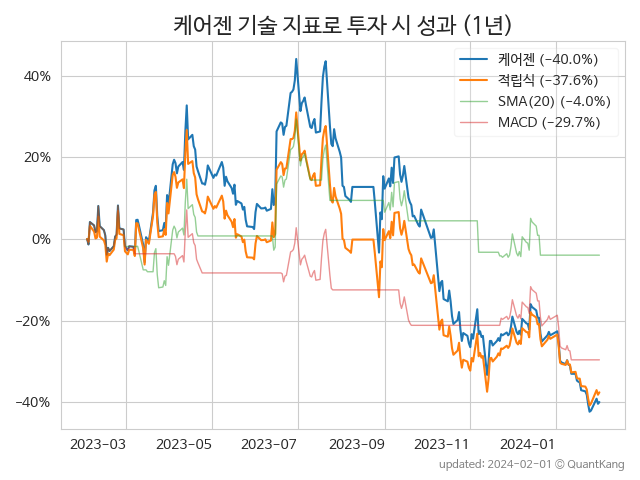 케어젠 기술 지표로 투자 시 성과 (1년)
케어젠 (−40.0%)
적립식 (−37.6%)
SMA(20) (−4.0%)
MACD (−29.7%)
40%
20%
0%
−20%
−40%
2023−03 2023−05 2023−07 2023−09 2023−11 2024−01
updated: 2024−02−01 © QuantKang